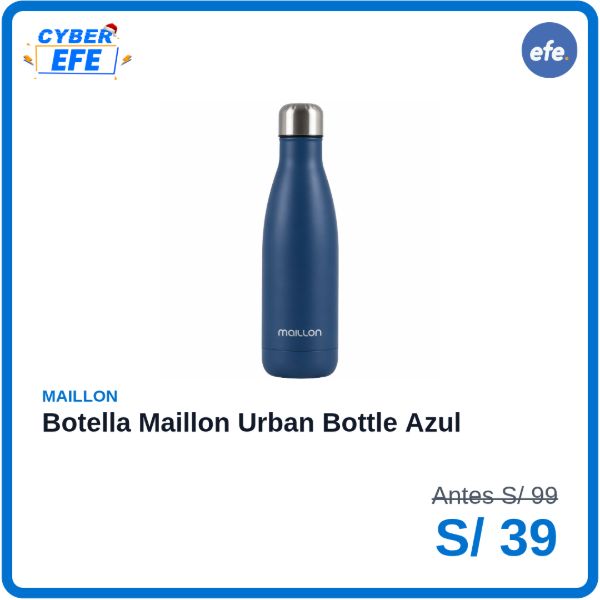 CYBER
EFE
efe.
maillon
MAILLON
Botella Maillon Urban Bottle Azul
Antes S/ 99
S/ 39